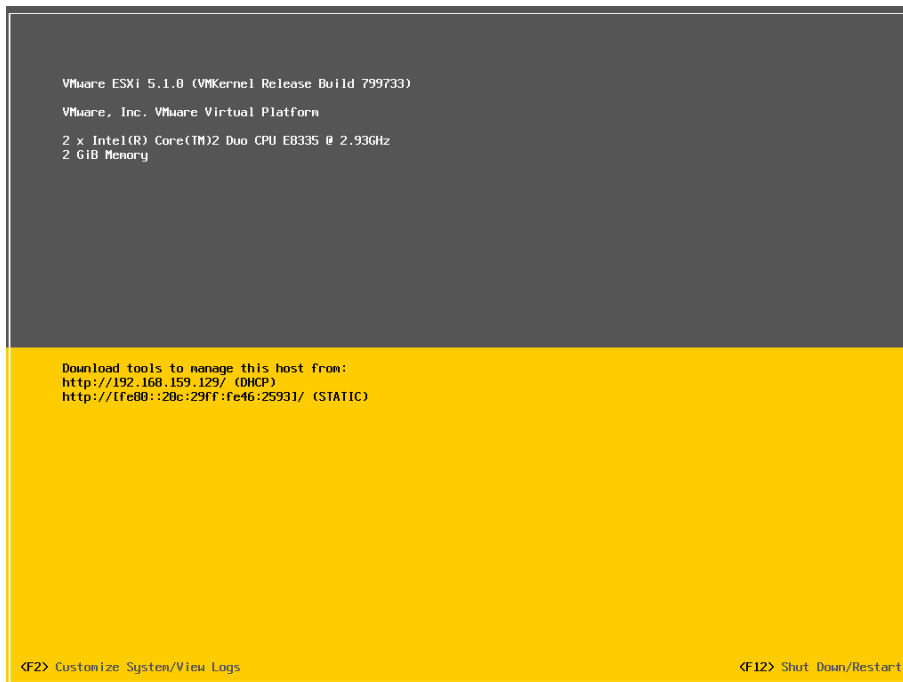 VMware ESXi 5.1.0 (VMKernel Release Build 799733)
VMware, Inc. VMware Virtual Platform
2 x Intel(R) Core(TM)2 Duo CPU E8335 @ 2.93GHz
2 GiB Memory
Download tools to manage this host from:
http://192.168.159.129/ (DHCP)
http://[fe80::20c:29ff:fe46:2593]/ (STATIC)
<F2> Customize System/View Logs
<F12> Shut Down/Restart